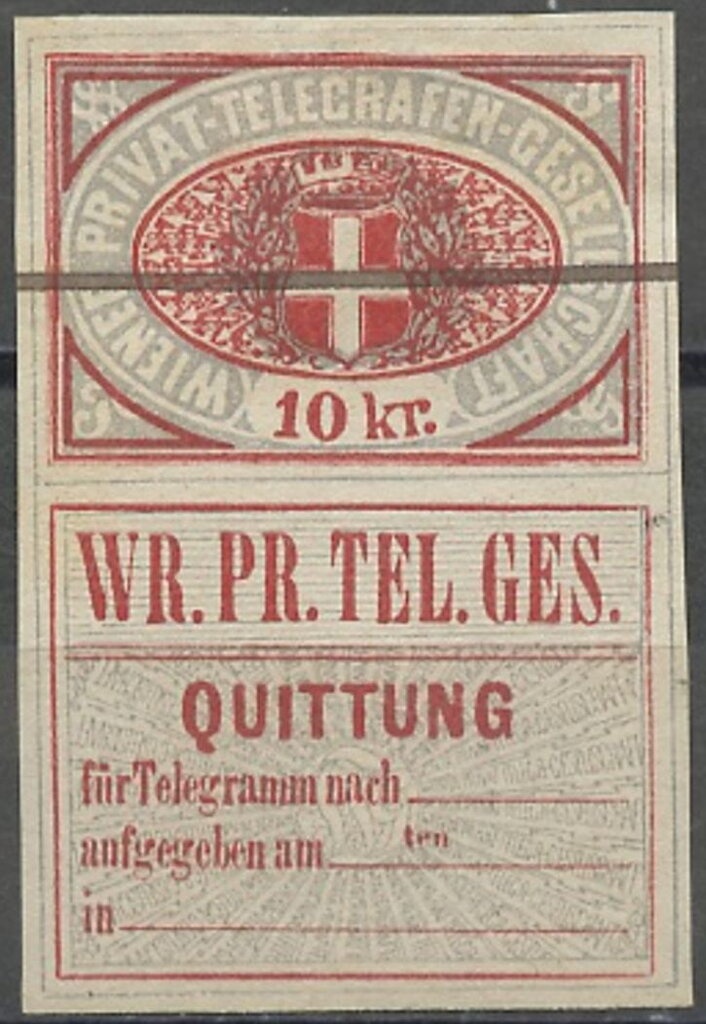 WIENER PRIVAT-TELEGRAFEN-GESELLSCHAFT
10 kr.
WR. PR. TEL. GES.
QUITTUNG
für Telegramm nach
aufgegeben am ten
in